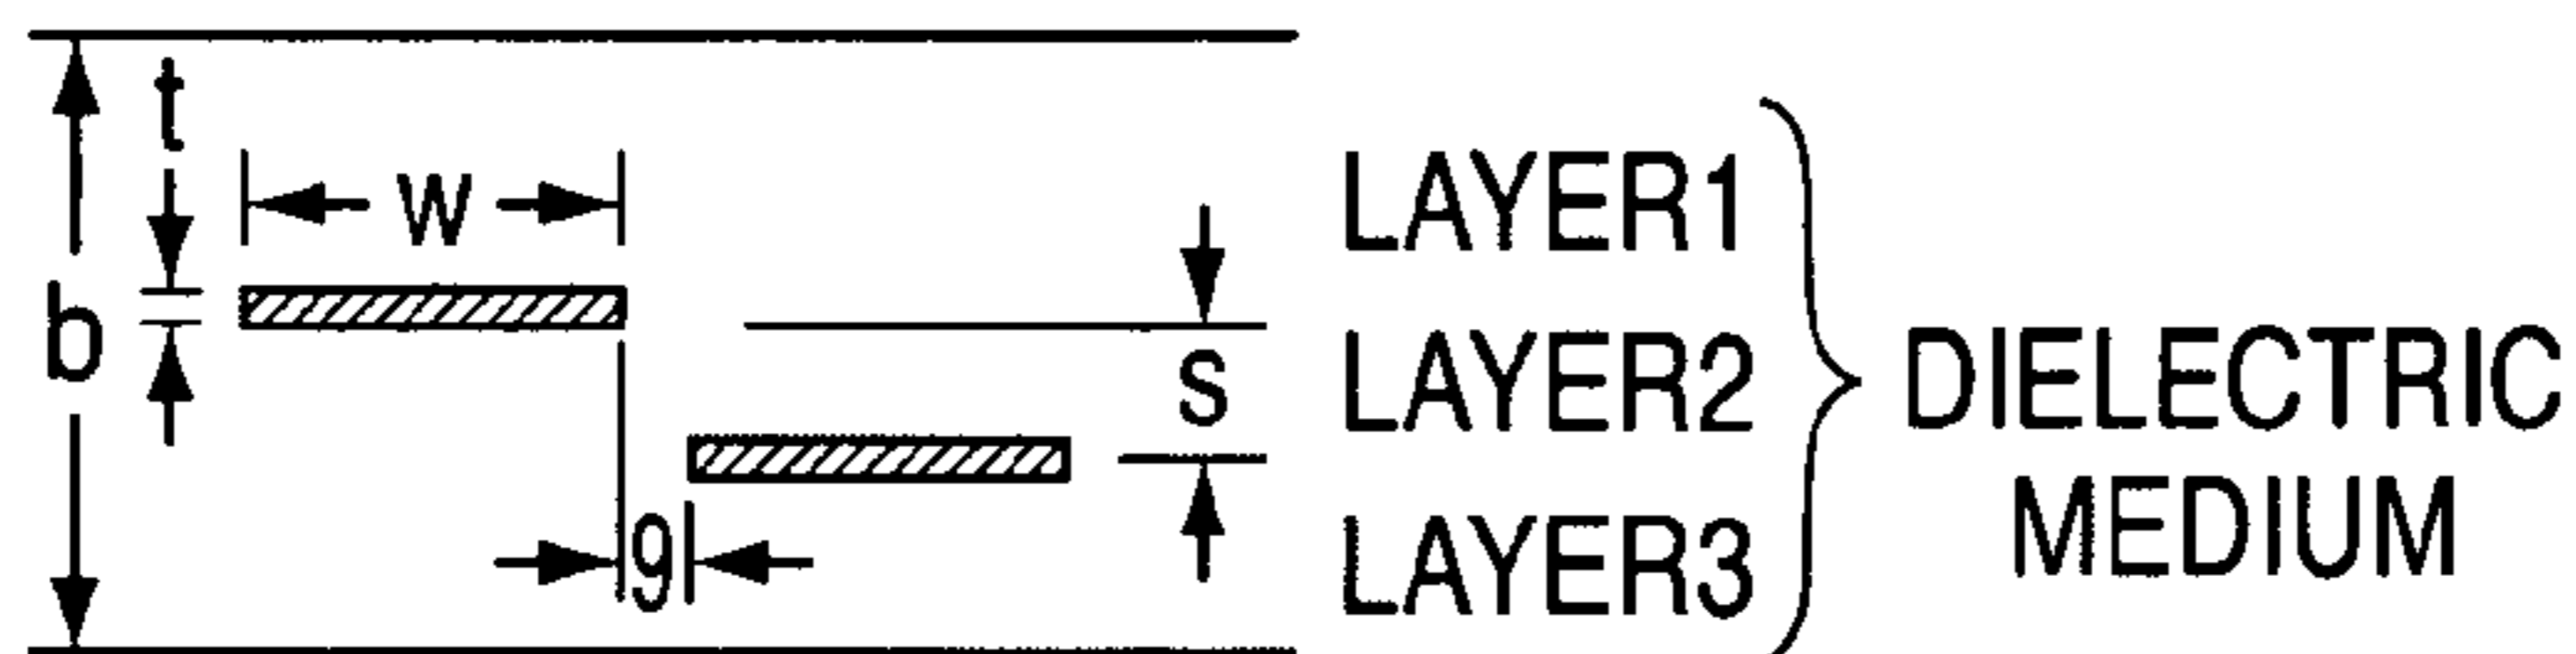 t
W
b
LAYER1
LAYER2
S
DIELECTRIC
MEDIUM
LAYER3
g